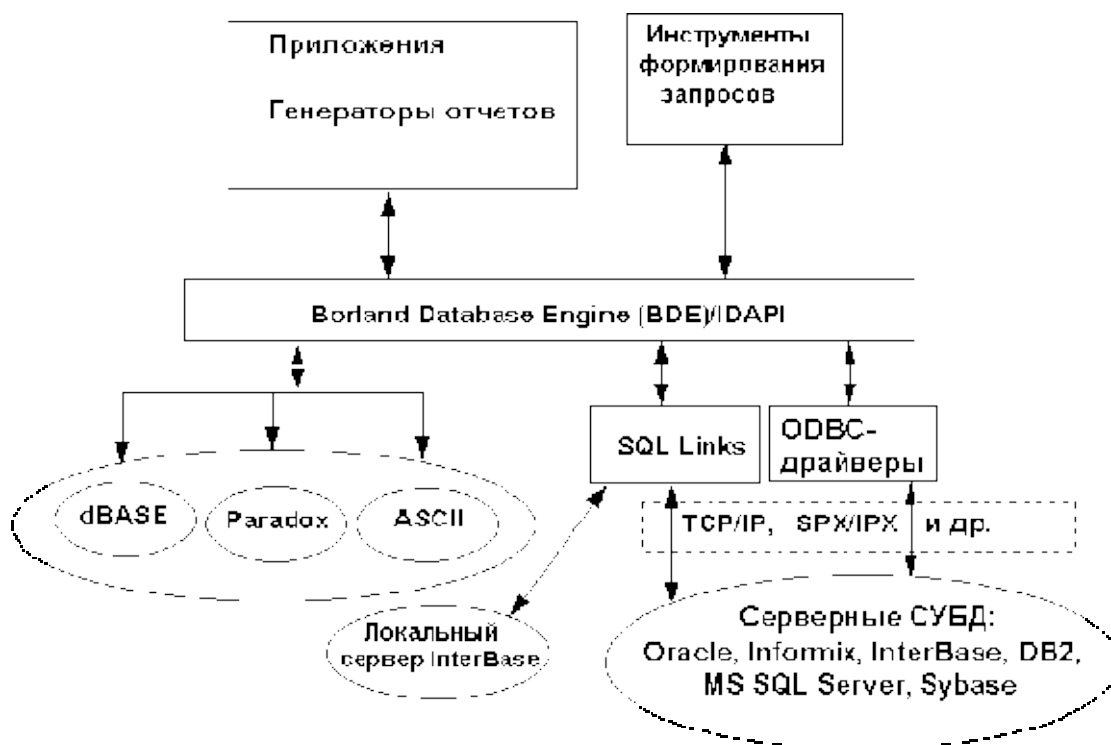 Приложения
Генераторы отчетов
Инструменты
формирования
запросов
Borland Database Engine (BDE)/IDAPI
SQL Links
ODBC-
драйверы
dBASE
Paradox
ASCII
TCP/IP, SPX/IPX и др.
Локальный
сервер InterBase
Серверные СУБД:
Oracle, Informix, InterBase, DB2,
MS SQL Server, Sybase